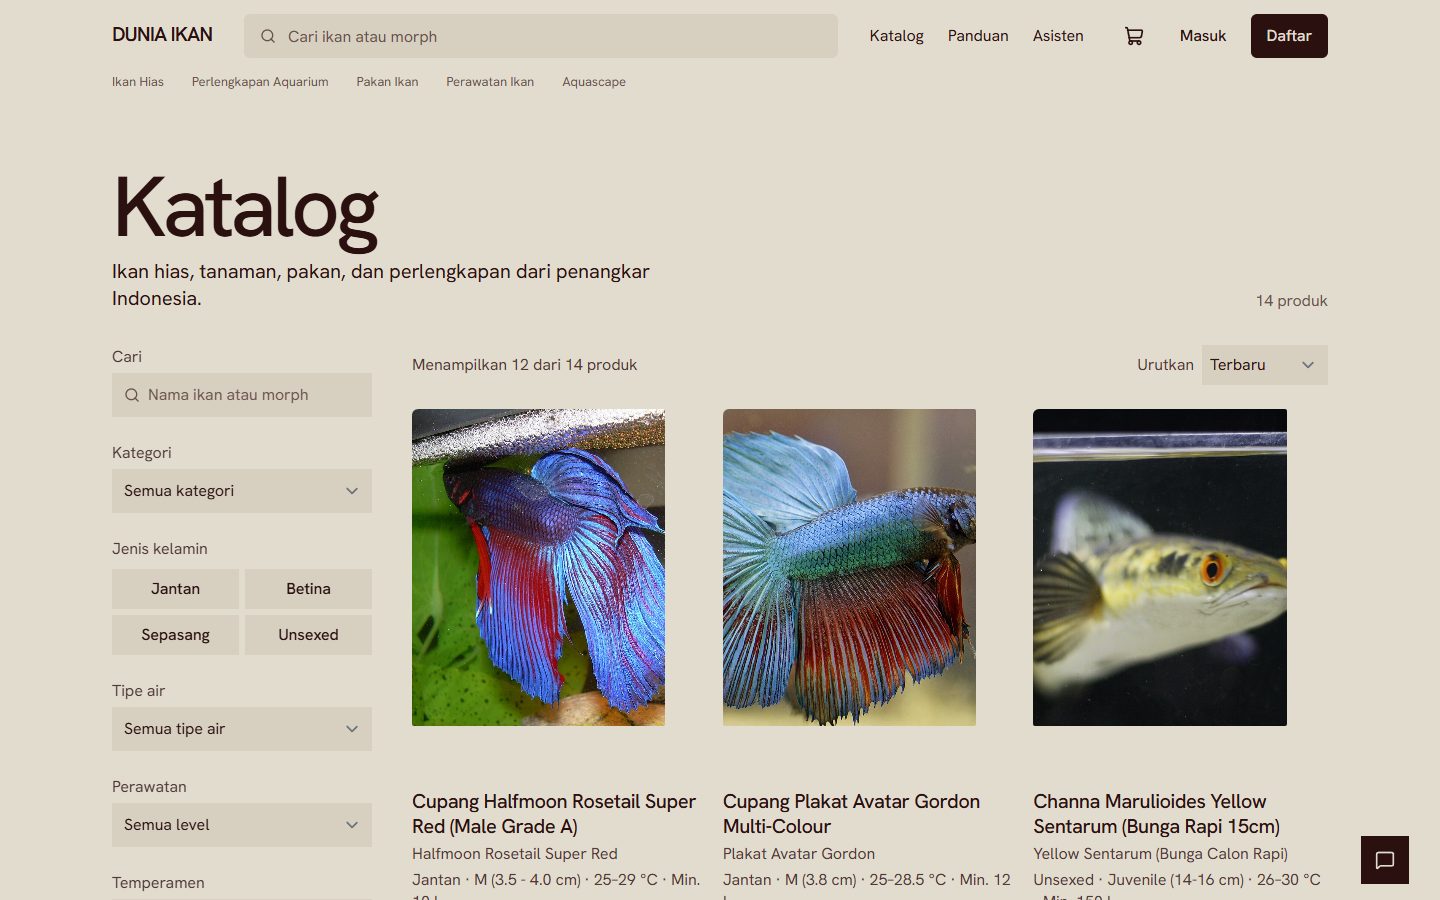 DUNIA IKAN
Cari ikan atau morph
Katalog
Panduan
Asisten
Masuk
Daftar
Ikan Hias
Perlengkapan Aquarium
Pakan Ikan
Perawatan Ikan
Aquascape
Katalog
Ikan hias, tanaman, pakan, dan perlengkapan dari penangkar
Indonesia.
14 produk
Cari
Nama ikan atau morph
Kategori
Semua kategori
Jenis kelamin
Jantan
Betina
Sepasang
Unsexed
Tipe air
Semua tipe air
Perawatan
Semua level
Temperamen
Menampilkan 12 dari 14 produk
Urutkan
Terbaru
Cupang Halfmoon Rosetail Super
Red (Male Grade A)
Halfmoon Rosetail Super Red
Jantan · M (3.5 - 4.0 cm) · 25–29 °C · Min.
Cupang Plakat Avatar Gordon
Multi-Colour
Plakat Avatar Gordon
Jantan · M (3.8 cm) · 25–28.5 °C · Min. 12
Channa Marulioides Yellow
Sentarum (Bunga Rapi 15cm)
Yellow Sentarum (Bunga Calon Rapi)
Unsexed · Juvenile (14-16 cm) · 26–30 °C